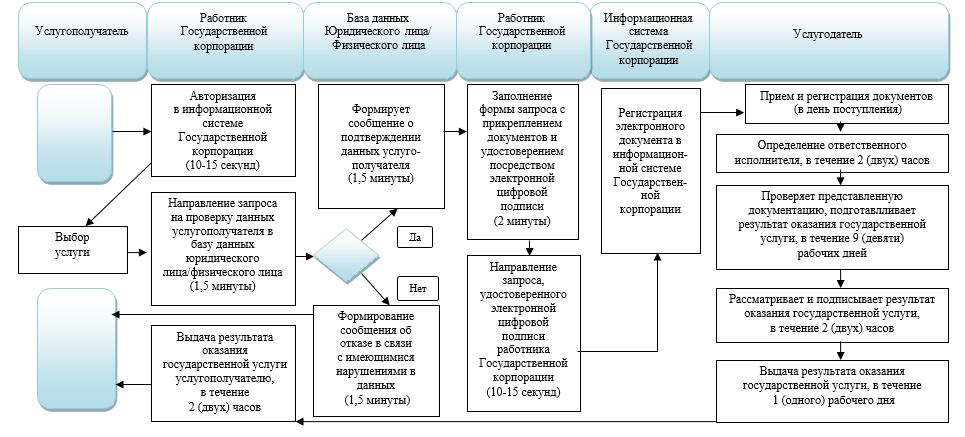 Услугополучатель
Работник
Государственной
корпорации
База данных
Юридического лица/
Физического лица
Работник
Государственной
корпорации
Информационная
система
Государственной
корпорации
Услугодатель
Авторизация
в информационной
системе
Государственной
корпорации
(10-15 секунд)
Выбор
услуги
Направление запроса
на проверку данных
услугополучателя в
базу данных
юридического
лица/физического лица
(1,5 минуты)
Формирует
сообщение о
подтверждении
данных услуго-
получателя
(1,5 минуты)
Да
Нет
Формирование
сообщения об
отказе в связи
с имеющимися
нарушениями в
данных
(1,5 минуты)
Заполнение
формы запроса с
прикреплением
документов и
удостоверением
посредством
электронной
цифровой
подписи
(2 минуты)
Направление
запроса,
удостоверенного
электронной
цифровой
подписи
работника
Государственной
корпорации
(10-15 секунд)
Регистрация
электронного
документа в
информацион-
ной системе
Государствен-
ной
корпорации
Прием и регистрация документов
(в день поступления)
Определение ответственного
исполнителя, в течение 2 (двух) часов
Проверяет представленную
документацию, подготавлливает
результат оказания государственной
услуги, в течение 9 (девяти)
рабочих дней
Рассматривает и подписывает результат
оказания государственной услуги,
в течение 2 (двух) часов
Выдача результата оказания
государственной услуги, в течение
1 (одного) рабочего дня
Выдача результата
оказания
государственной услуги
услугополучателю,
в течение
2 (двух) часов